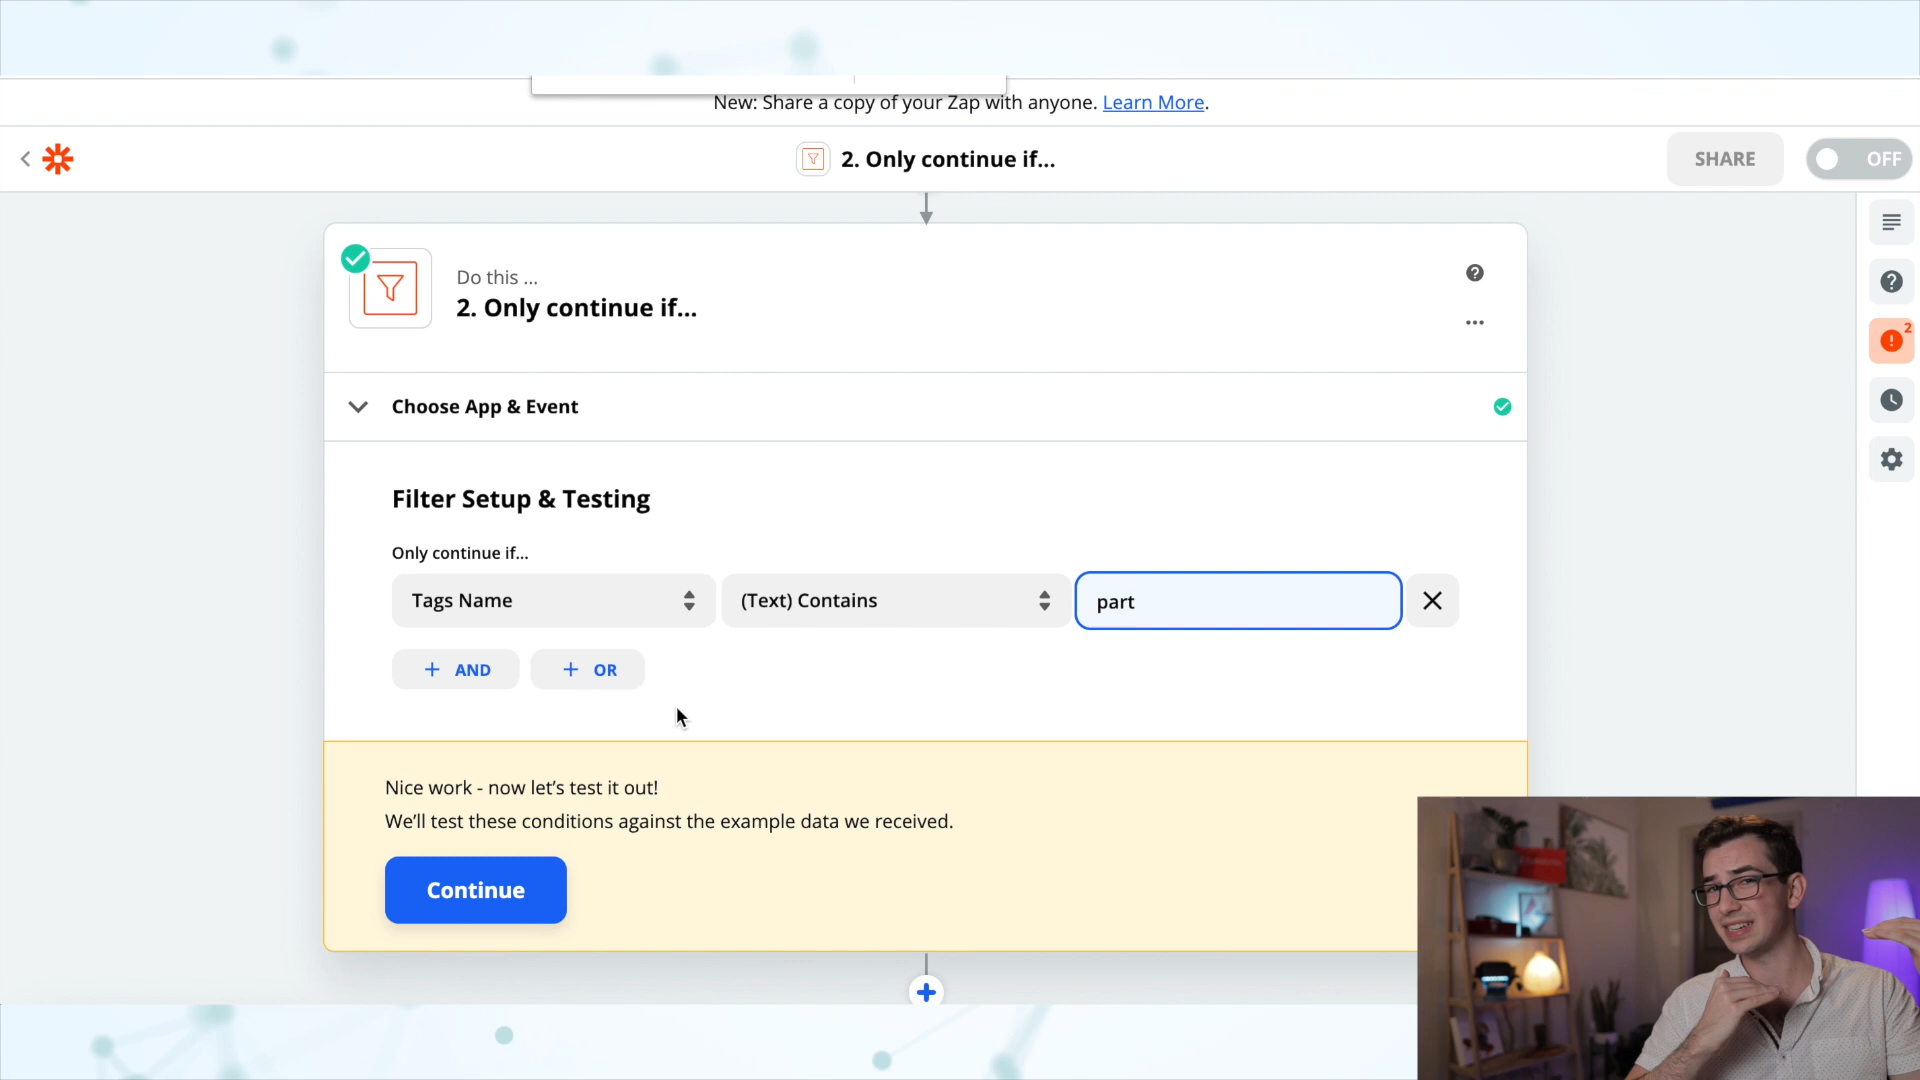 New: Share a copy of your Zap with anyone. Learn More.
2. Only continue if...
SHARE
OFF
Do this ...
2. Only continue if...
2
Choose App & Event
Filter Setup & Testing
Only continue if...
Tags Name
(Text) Contains
part
+ AND
+ OR
Nice work - now let's test it out!
We'll test these conditions against the example data we received.
Continue